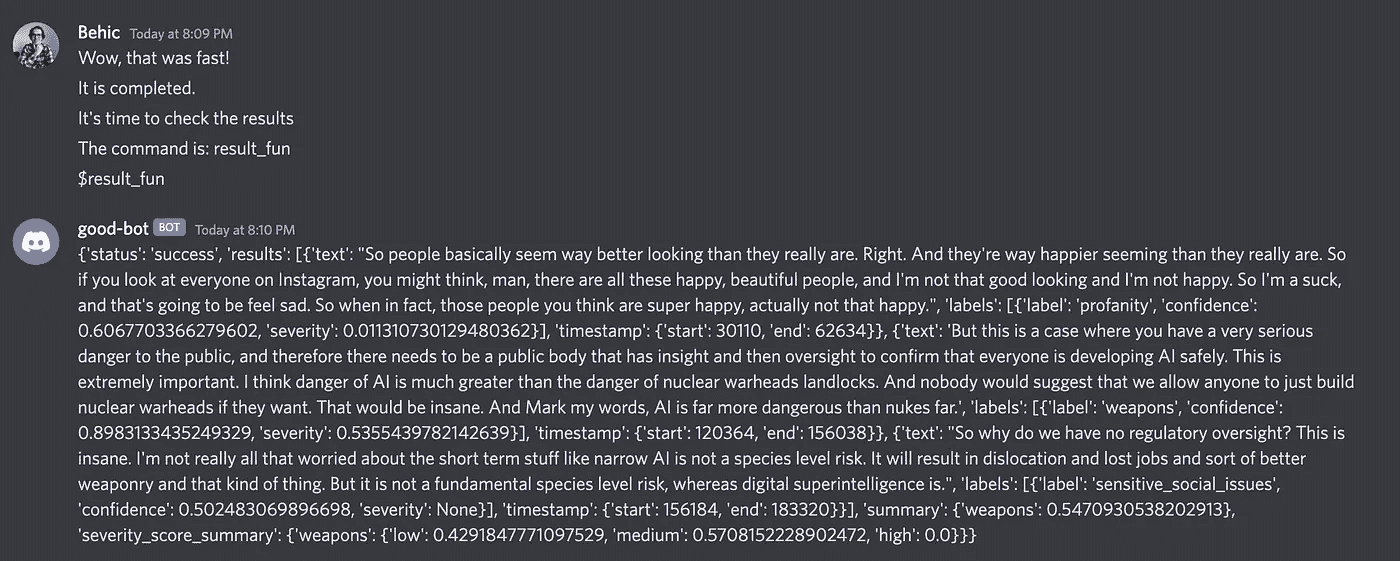 Behic Today at 8:09 PM
Wow, that was fast!
It is completed.
It's time to check the results
The command is: result_fun
$result_fun
good-bot BOT Today at 8:10 PM
{'status': 'success', 'results': [{'text': "So people basically seem way better looking than they really are. Right. And they're way happier seeming than they really are. So
if you look at everyone on Instagram, you might think, man, there are all these happy, beautiful people, and I'm not that good looking and I'm not happy. So I'm a suck,
and that's going to be feel sad. So when in fact, those people you think are super happy, actually not that happy.", 'labels': [{'label': 'profanity', 'confidence':
0.6067703366279602, 'severity': 0.011310730129480362}], 'timestamp': {'start': 30110, 'end': 62634}}, {'text': 'But this is a case where you have a very serious
danger to the public, and therefore there needs to be a public body that has insight and then oversight to confirm that everyone is developing AI safely. This is
extremely important. I think danger of AI is much greater than the danger of nuclear warheads landlocks. And nobody would suggest that we allow anyone to just build
nuclear warheads if they want. That would be insane. And Mark my words, AI is far more dangerous than nukes far.', 'labels': [{'label': 'weapons', 'confidence':
0.8983133435249329, 'severity': 0.5355439782142639}], 'timestamp': {'start': 120364, 'end': 156038}}, {'text': "So why do we have no regulatory oversight? This is
insane. I'm not really all that worried about the short term stuff like narrow AI is not a species level risk. It will result in dislocation and lost jobs and sort of better
weaponry and that kind of thing. But it is not a fundamental species level risk, whereas digital superintelligence is.", 'labels': [{'label': 'sensitive_social_issues',
'confidence': 0.502483069896698, 'severity': None}], 'timestamp': {'start': 156184, 'end': 183320}}], 'summary': {'weapons': 0.5470930538202913},
'severity_score_summary': {'weapons': {'low': 0.4291847771097529, 'medium': 0.5708152228902472, 'high': 0.0}}}